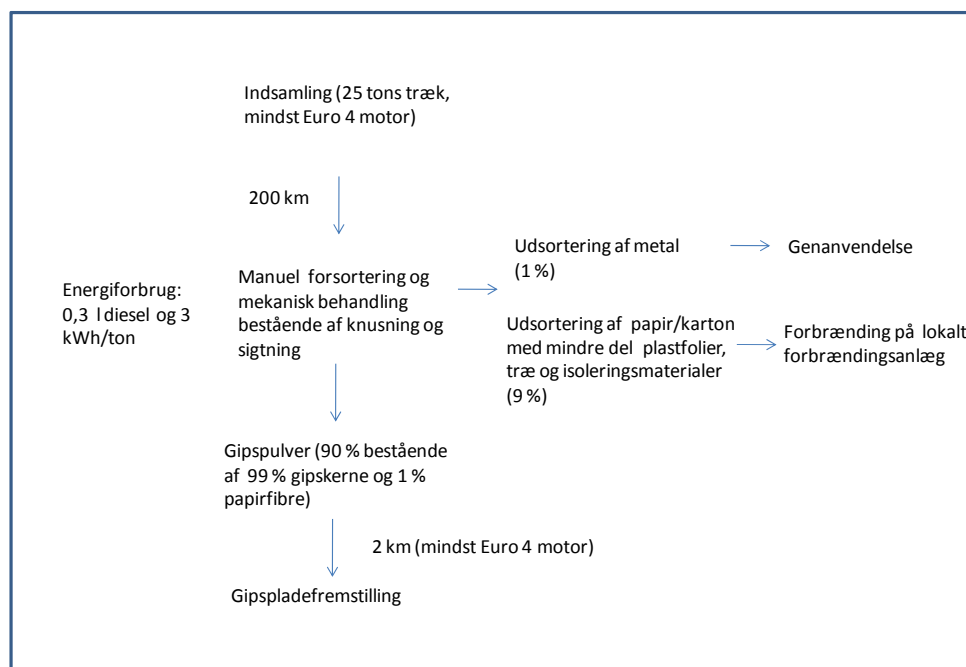 Indsamling (25 tons træk,
mindst Euro 4 motor)
200 km
Energiforbrug:
0,3 l diesel og 3
kWh/ton
Manuel forsortering og
mekanisk behandling
bestående af knusning og
sigtning
Udsortering af metal
(1 %)
Genanvendelse
Udsortering af papir/karton
med mindre del plastfolier,
træ og isoleringsmaterialer
(9 %)
Forbrænding på lokalt
forbrændingsanlæg
Gipspulver (90 % bestående
af 99 % gipskerne og 1 %
papirfibre)
2 km (mindst Euro 4 motor)
Gipspladefremstilling